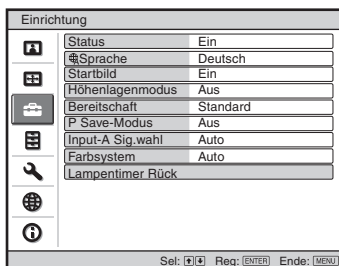 Einrichtung
Status Ein
Sprache Deutsch
Startbild Ein
Höhenlagenmodus Aus
Bereitschaft Standard
P Save-Modus Aus
Input-A Sig.wahl Auto
Farbsystem Auto
Lampentimer Rück
Sel: Reg: ENTER Ende: MENU